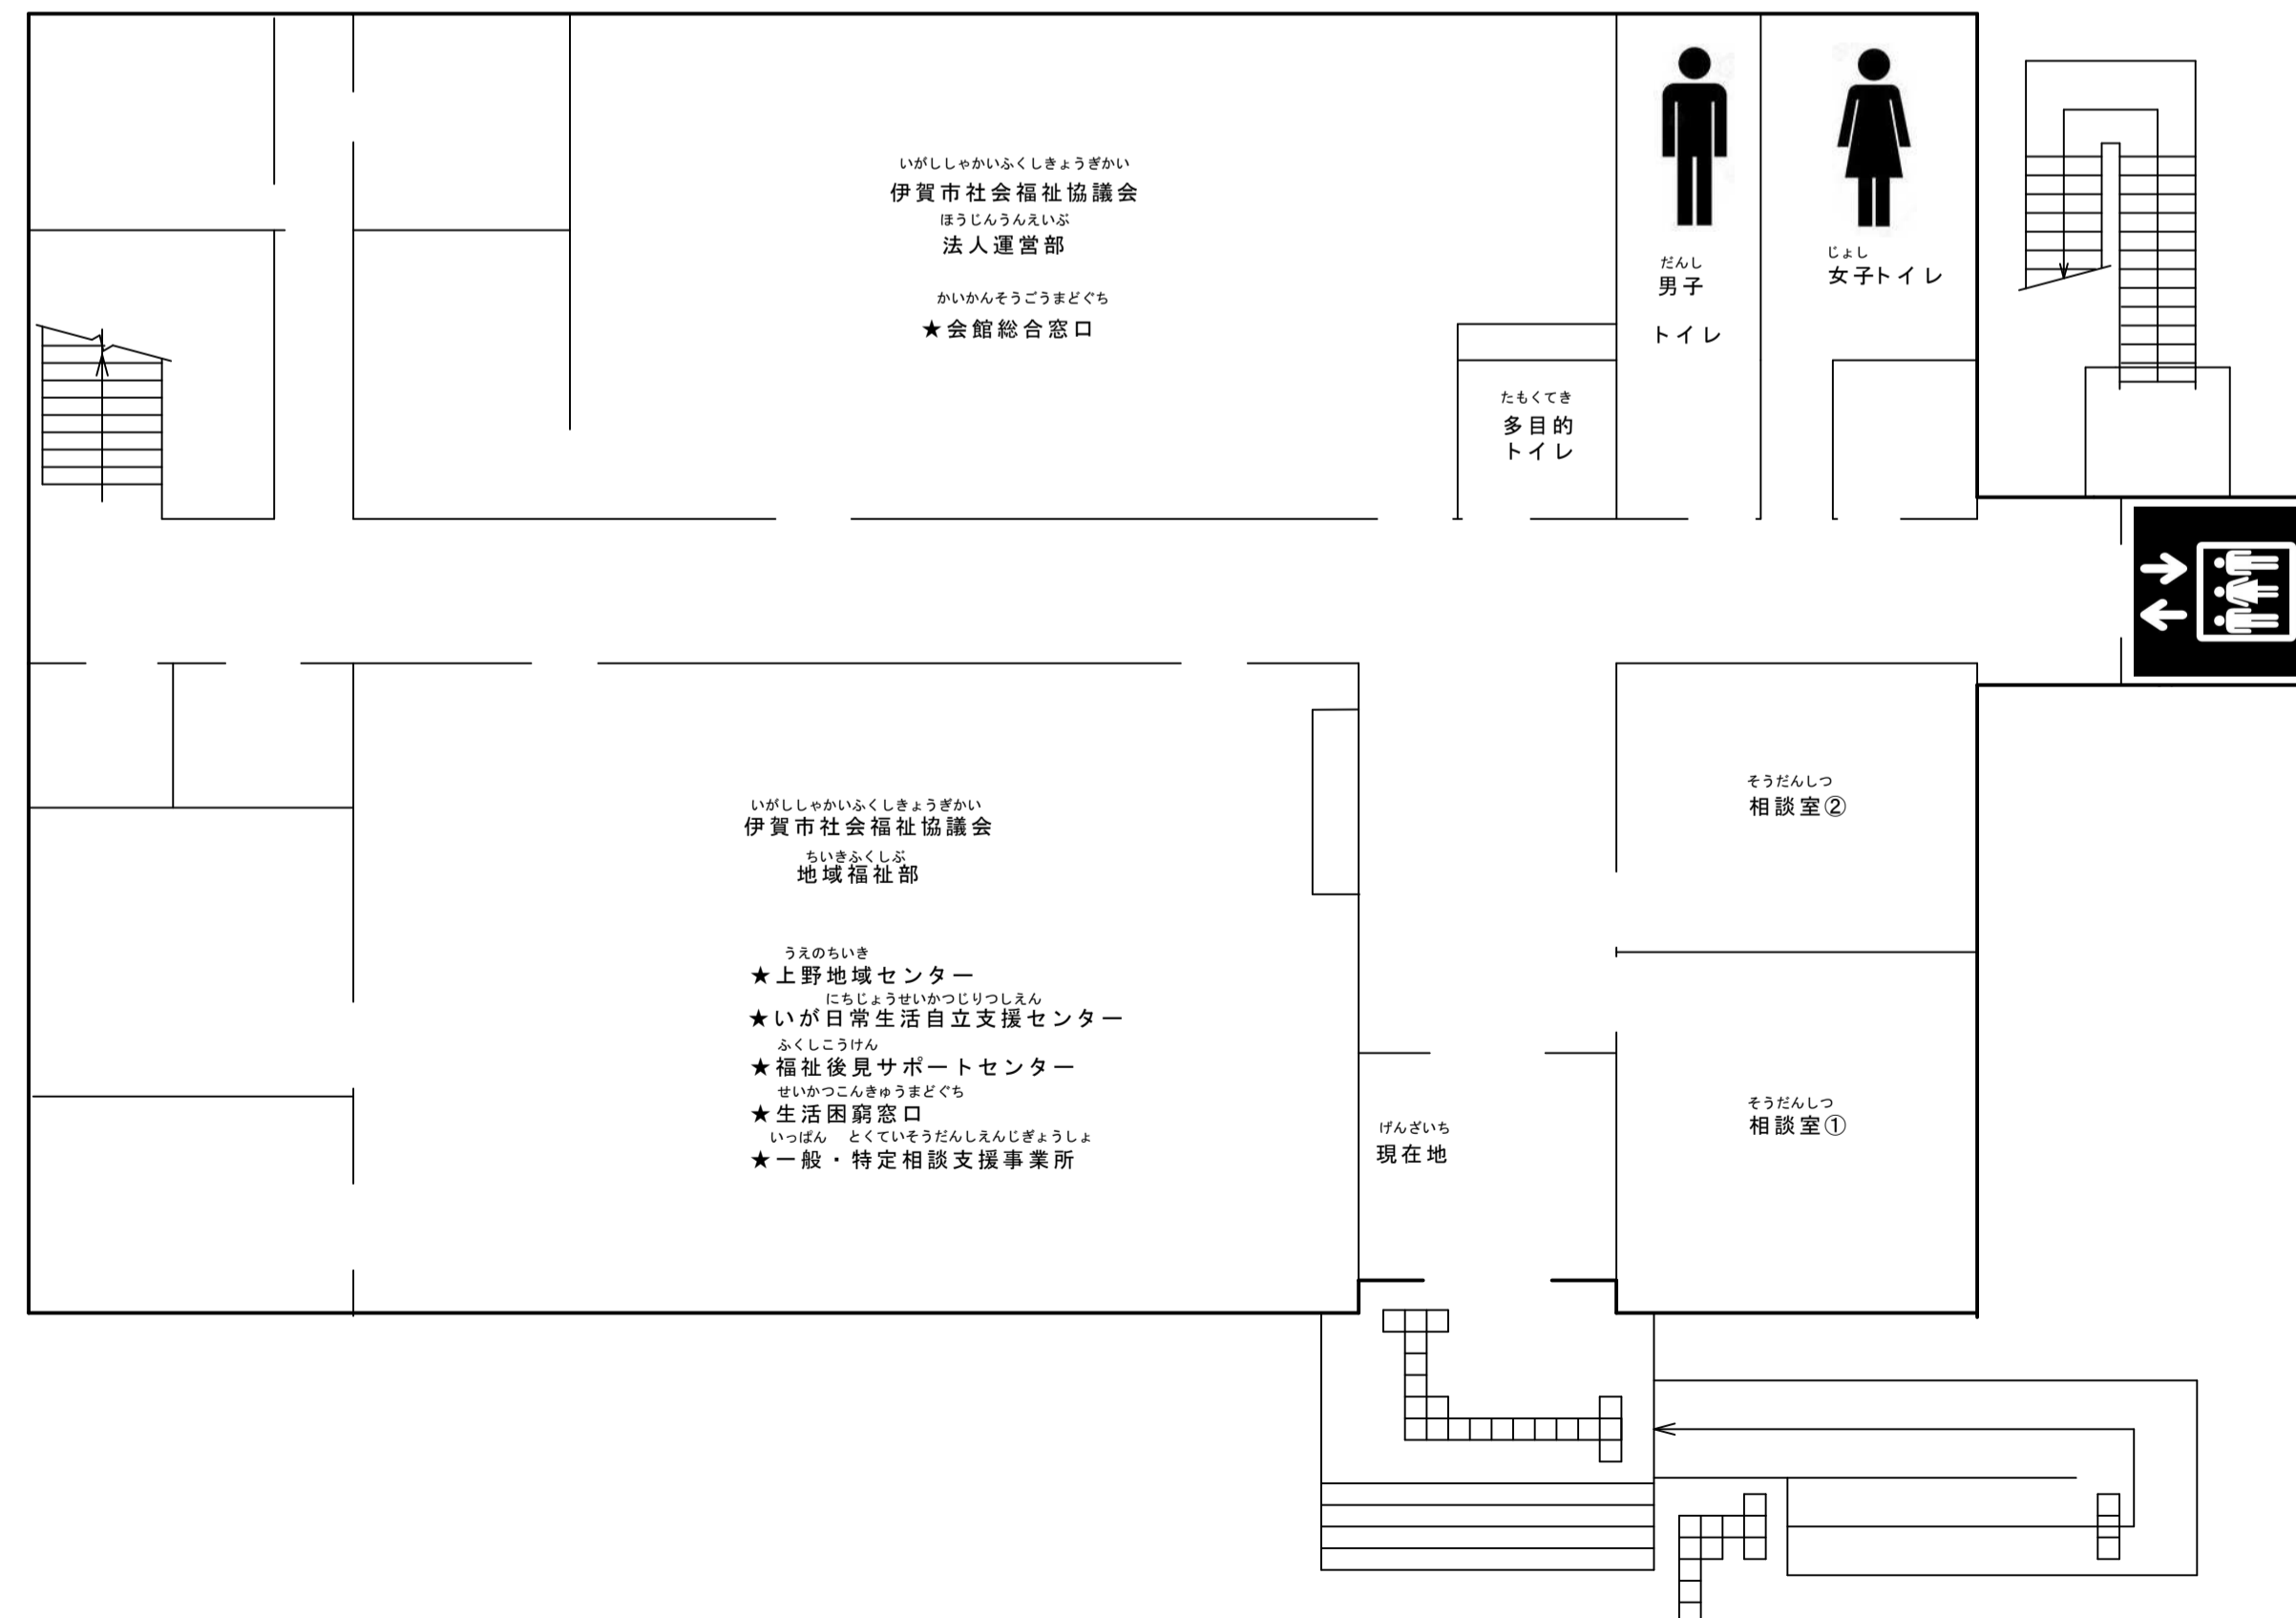 いがししゃかいふくしきょうぎかい
伊賀市社会福祉協議会
ほうじんうんえいぶ
法人運営部
かいかんそうごうまどぐち
★会館総合窓口
だんし
男子
トイレ
じょし
女子トイレ
たもくてき
多目的
トイレ
いがししゃかいふくしきょうぎかい
伊賀市社会福祉協議会
ちいきふくしぶ
地域福祉部
うえのちいき
★上野地域センター
にちじょうせいかつじりつしえん
★いが日常生活自立支援センター
ふくしこうけん
★福祉後見サポートセンター
せいかつこんきゅうまどぐち
★生活困窮窓口
いっぱん　とくていそうだんしえんじぎょうしょ
★一般・特定相談支援事業所
そうだんしつ
相談室②
そうだんしつ
相談室①
げんざいち
現在地